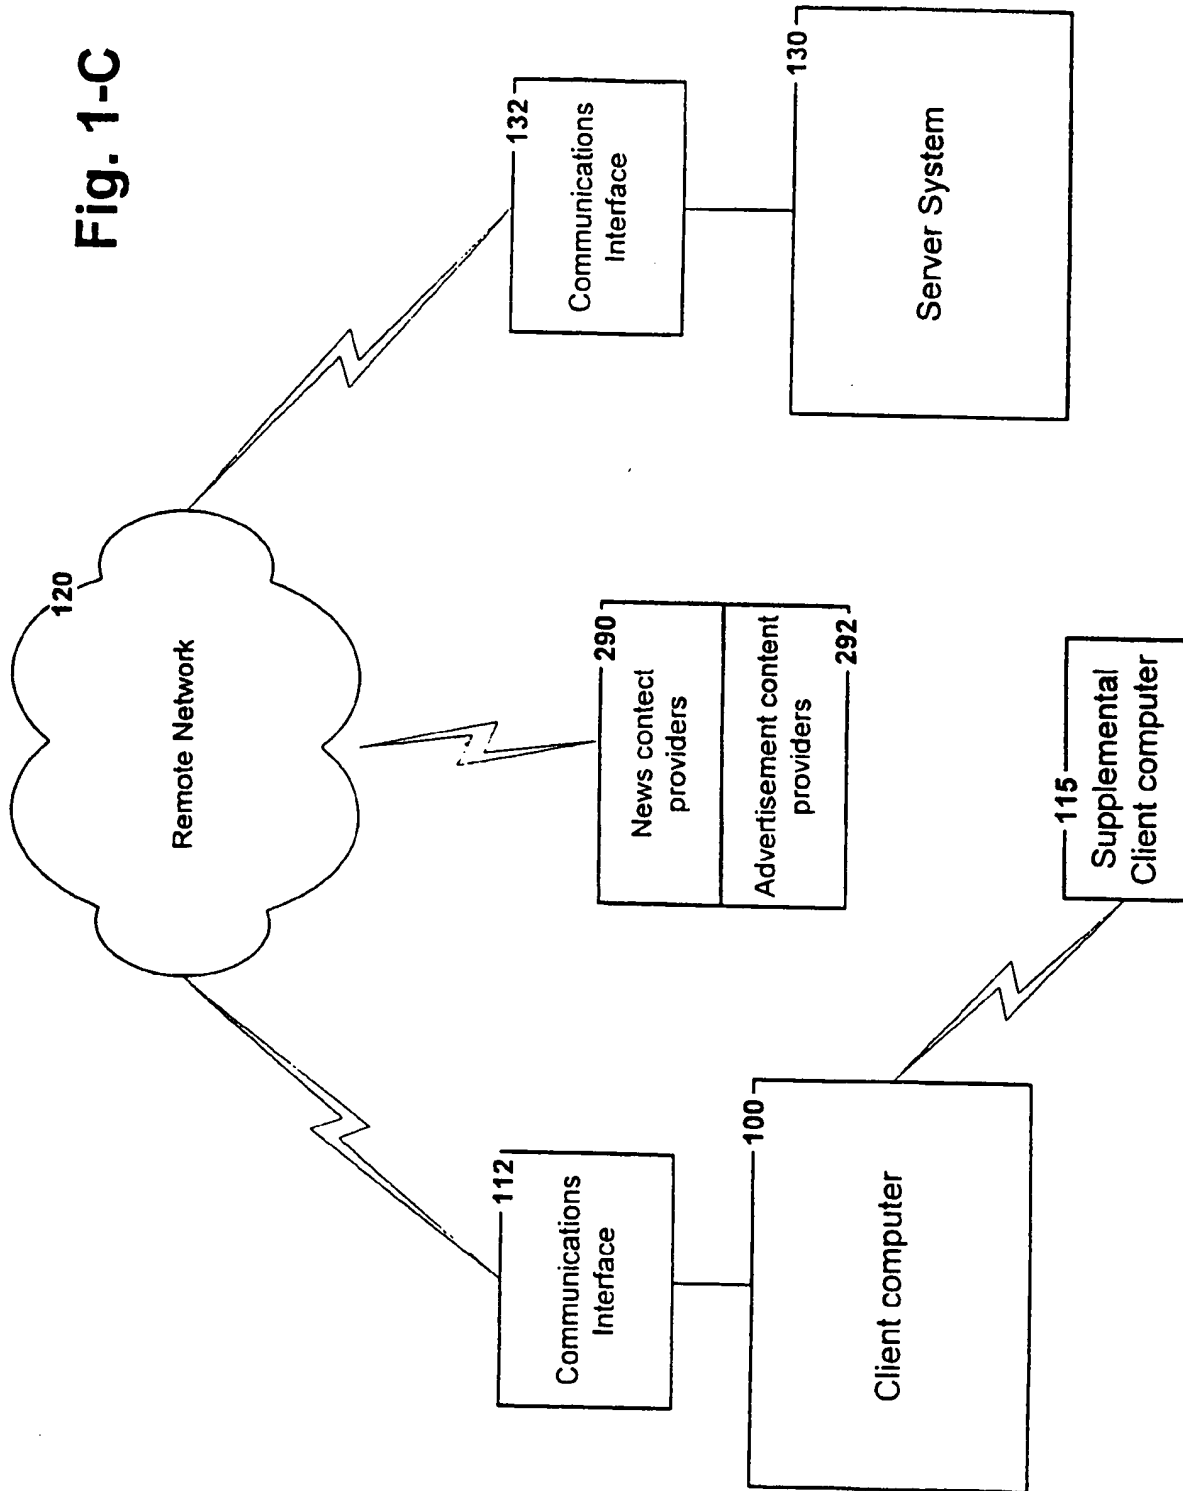 Fig. 1-C
120
Remote Network
112
Communications
Interface
290
News contect
providers
Advertisement content
providers
292
132
Communications
Interface
100
Client computer
115
Supplemental
Client computer
130
Server System